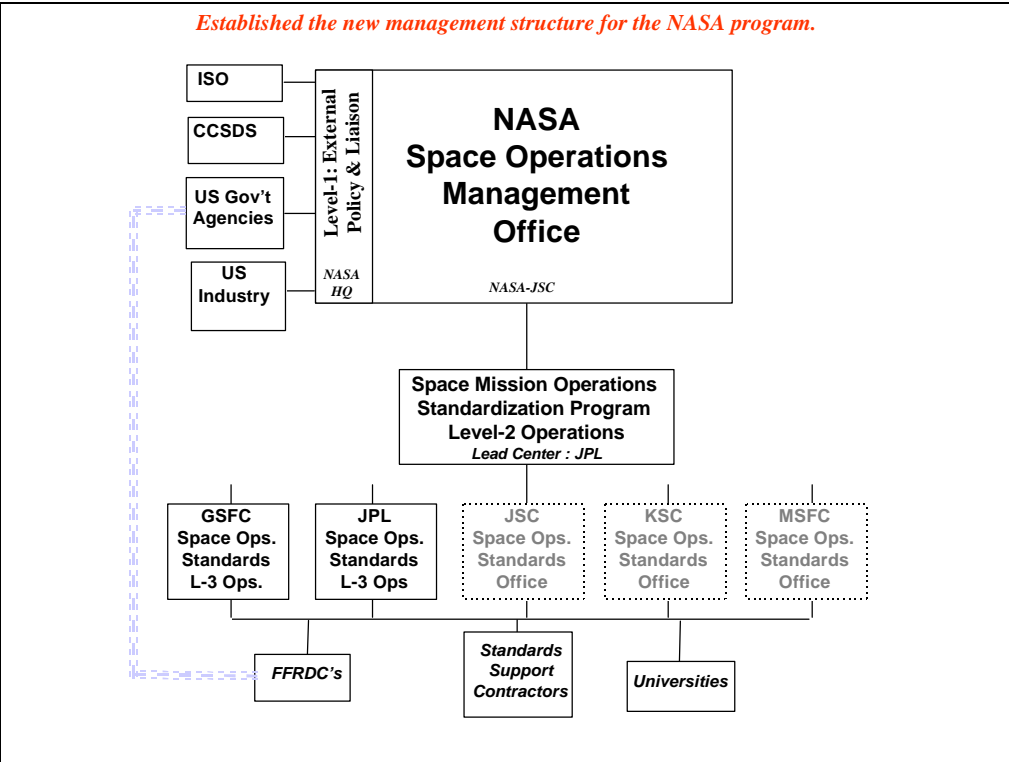 Established the new management structure for the NASA program.
ISO
CCSDS
US Gov't
Agencies
US
Industry
Level-1: External
Policy & Liaison
NASA
HQ
NASA
Space Operations
Management
Office
NASA-JSC
Space Mission Operations
Standardization Program
Level-2 Operations
Lead Center : JPL
GSFC
Space Ops.
Standards
L-3 Ops.
JPL
Space Ops.
Standards
L-3 Ops
JSC
Space Ops.
Standards
Office
KSC
Space Ops.
Standards
Office
MSFC
Space Ops.
Standards
Office
FFRDC's
Standards
Support
Contractors
Universities